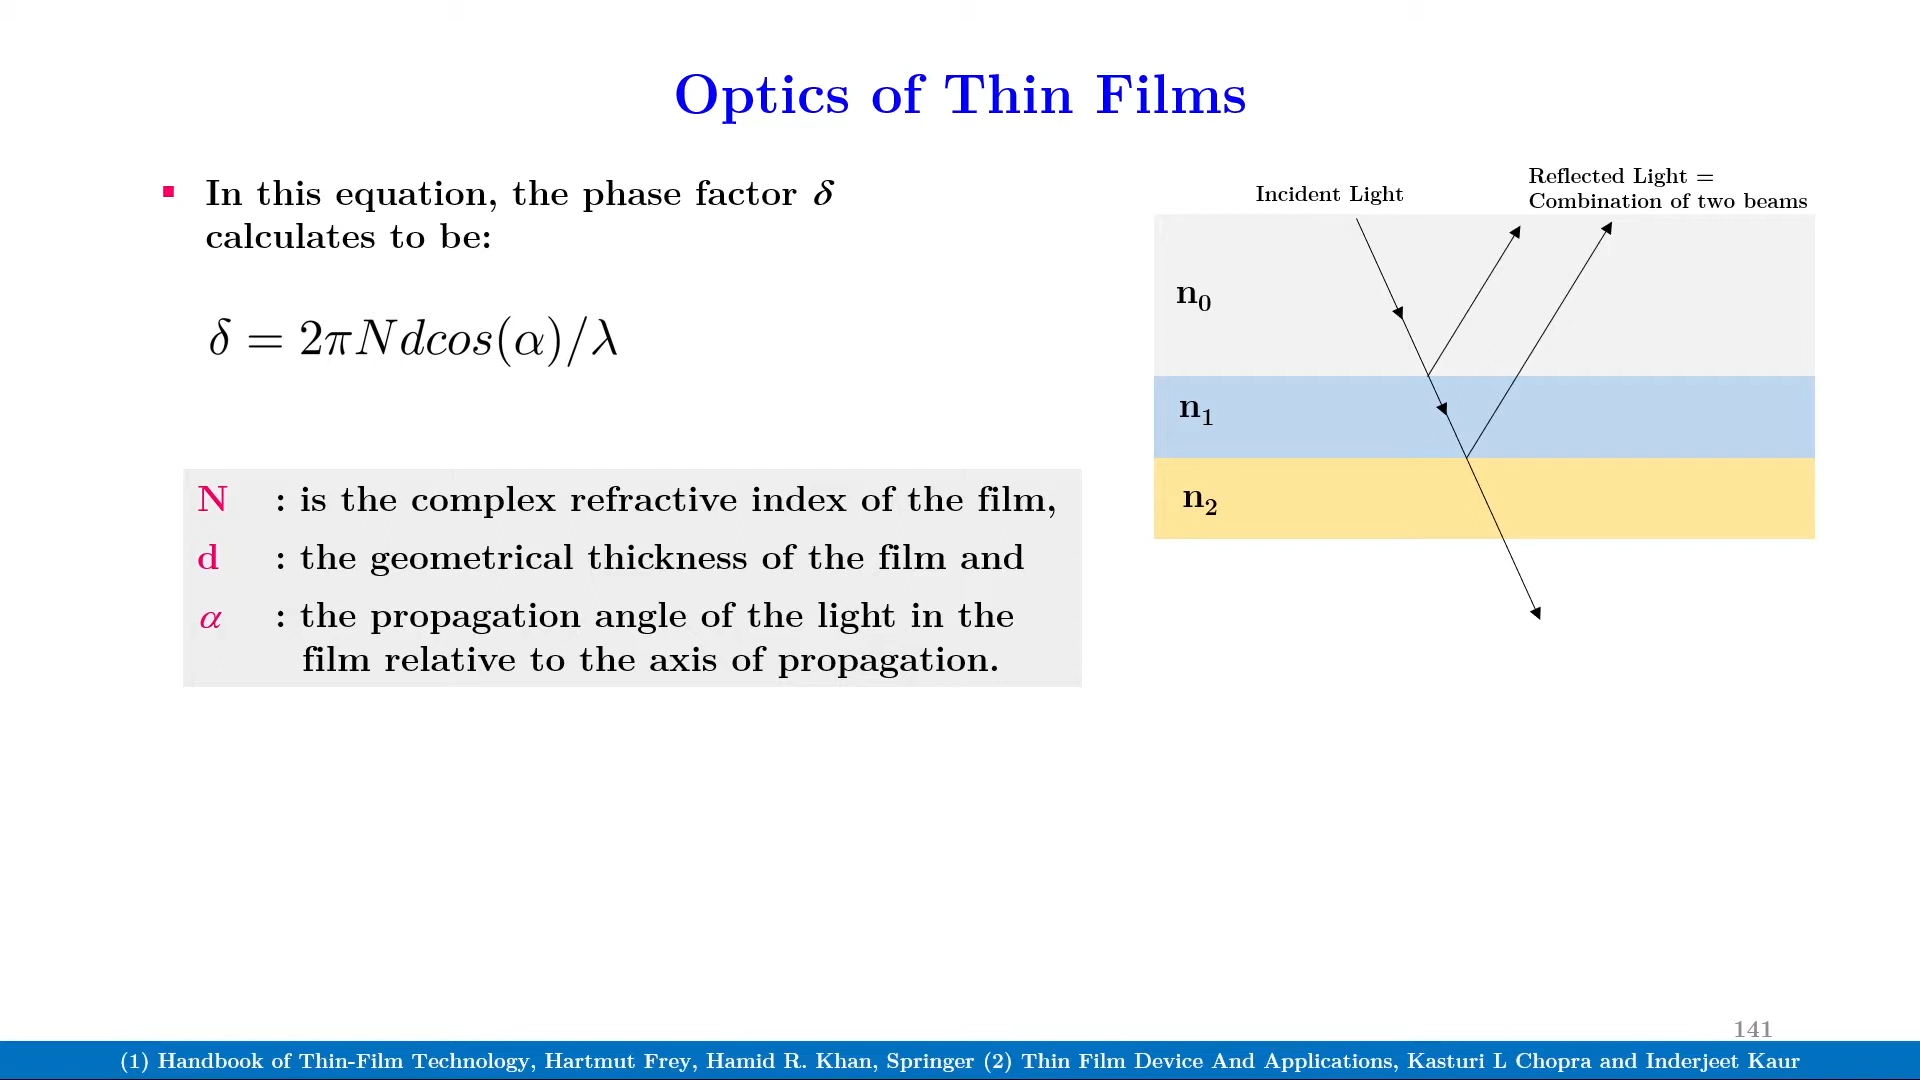 Optics of Thin Films
▪ In this equation, the phase factor δ
calculates to be:
δ = 2πNdcos(α)/λ
N : is the complex refractive index of the film,
d : the geometrical thickness of the film and
α : the propagation angle of the light in the
film relative to the axis of propagation.
Incident Light
Reflected Light =
Combination of two beams
n₀
n₁
n₂
141
(1) Handbook of Thin-Film Technology, Hartmut Frey, Hamid R. Khan, Springer (2) Thin Film Device And Applications, Kasturi L Chopra and Inderjeet Kaur